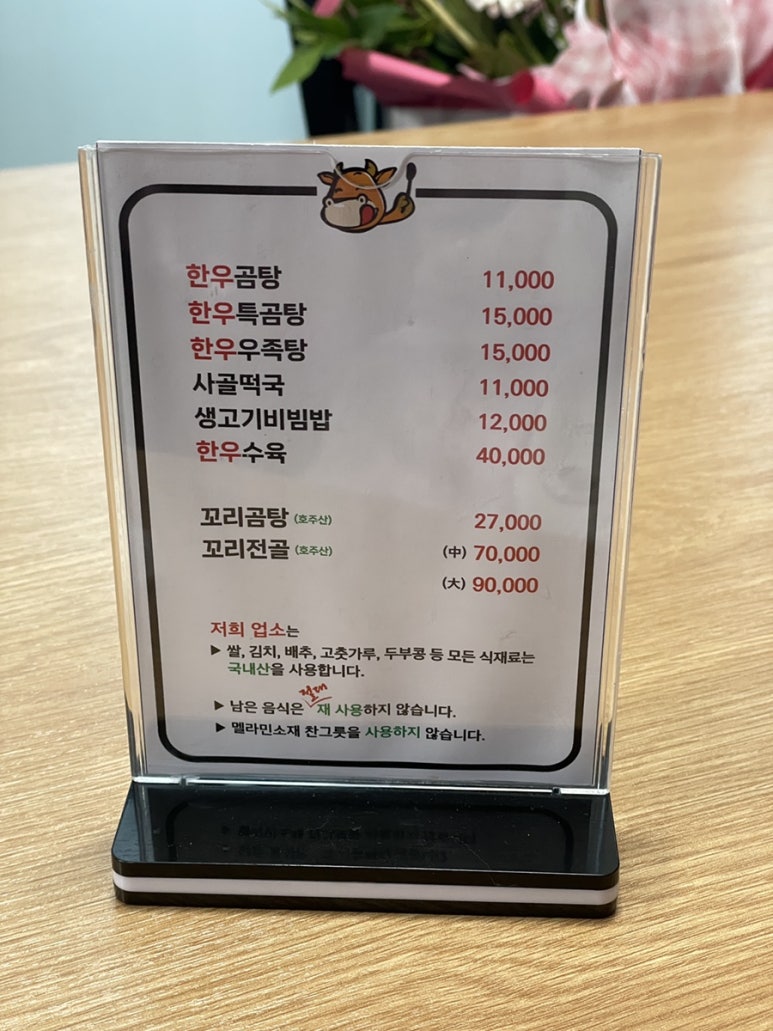 한우곰탕 11,000
한우특곰탕 15,000
한우우족탕 15,000
사골떡국 11,000
생고기비빔밥 12,000
한우수육 40,000
꼬리곰탕 (호주산) 27,000
꼬리전골 (호주산) (中) 70,000
(大) 90,000
저희 업소는
▶ 쌀, 김치, 배추, 고춧가루, 두부콩 등 모든 식재료는
국내산을 사용합니다.
절대
▶ 남은 음식은 재 사용하지 않습니다.
▶ 멜라민소재 찬그릇을 사용하지 않습니다.